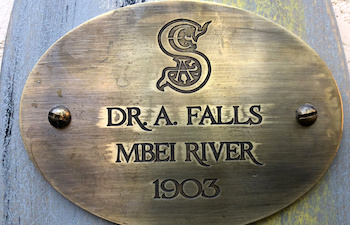 DR. A. FALLS
MBEI RIVER
1903